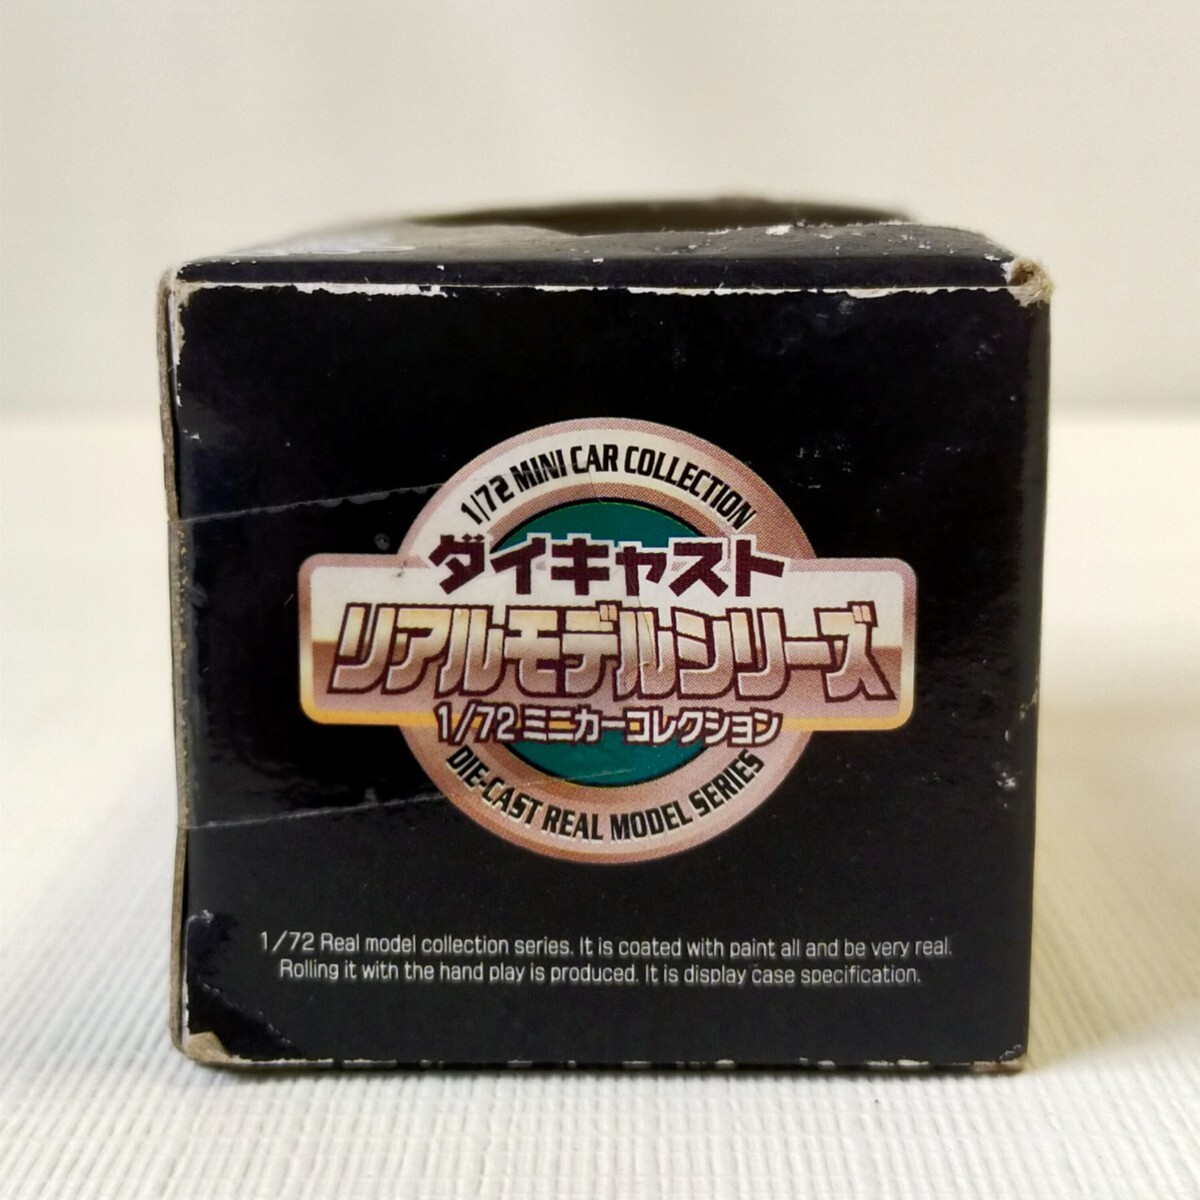 1/72 MINI CAR COLLECTION
ダイキャスト
リアルモデルシリーズ
1/72ミニカーコレクション
DIE-CAST REAL MODEL SERIES
1/72 Real model collection series. It is coated with paint all and be very real.
Rolling it with the hand play is produced. It is display case specification.